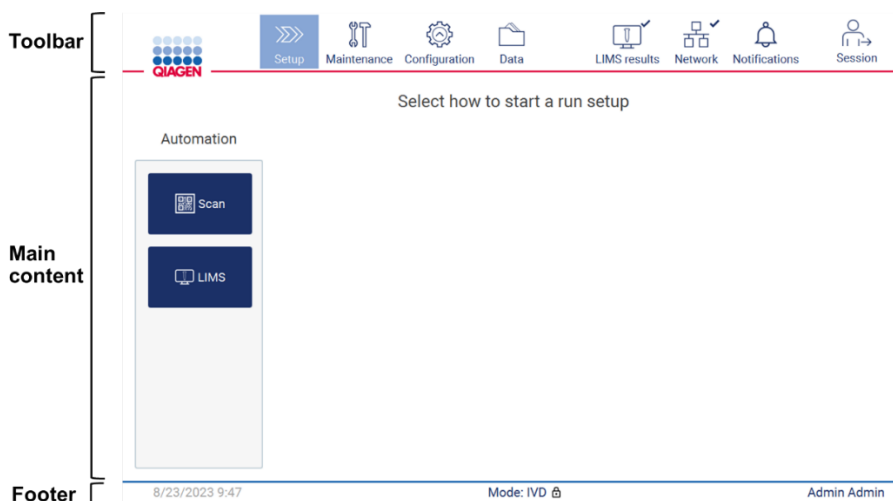 Toolbar
QIAGEN
Setup
Maintenance
Configuration
Data
LIMS results
Network
Notifications
Session
Select how to start a run setup
Automation
Scan
LIMS
Main
content
Footer
8/23/2023 9:47
Mode: IVD
Admin Admin